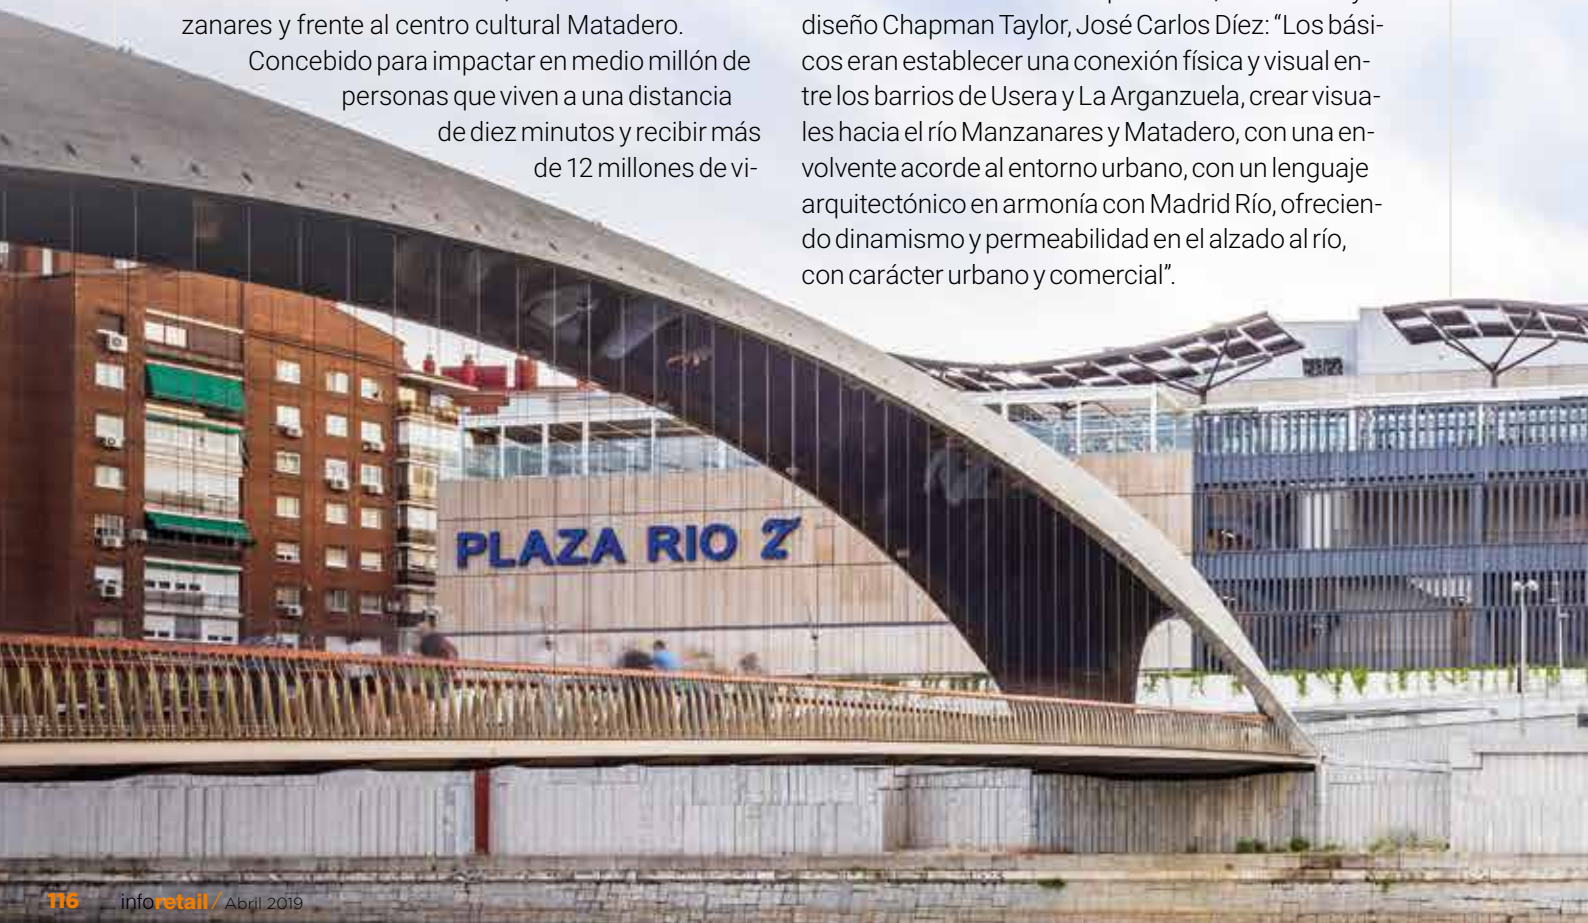 zanares y frente al centro cultural Matadero.
Concebido para impactar en medio millón de
personas que viven a una distancia
de diez minutos y recibir más
de 12 millones de vi-
diseño Chapman Taylor, José Carlos Díez: “Los bási-
cos eran establecer una conexión física y visual en-
tre los barrios de Usera y La Arganzuela, crear visua-
les hacia el río Manzanares y Matadero, con una en-
volvente acorde al entorno urbano, con un lenguaje
arquitectónico en armonía con Madrid Río, ofrecien-
do dinamismo y permeabilidad en el alzado al río,
con carácter urbano y comercial”.
PLAZA RIO 2
116 inforetail / Abril 2019